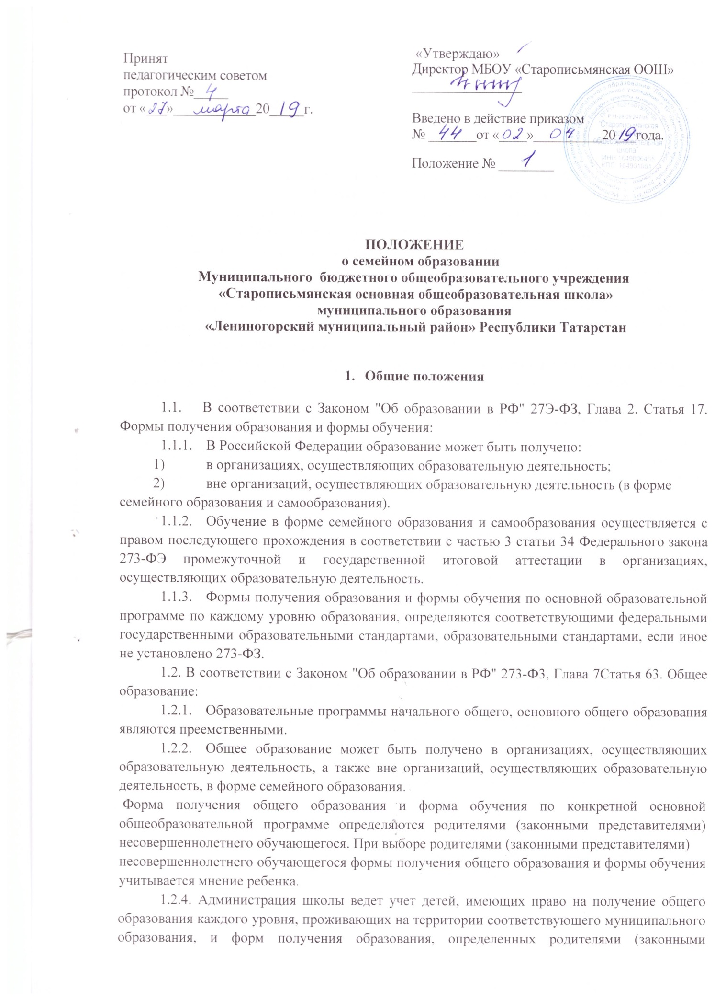 Принят
педагогическим советом
протокол № 4
от «27» марта 2019 г.
«Утверждаю»
Директор МБОУ «Старописьмянская ООШ»
Введено в действие приказом
№ 44 от «02» 04 2019 года.
Положение № 1
"Старописьмянская
общеобразовательная
школа"
ИНН 1649006455
КПП 164901001
ПОЛОЖЕНИЕ
о семейном образовании
Муниципального бюджетного общеобразовательного учреждения
«Старописьмянская основная общеобразовательная школа»
муниципального образования
«Лениногорский муниципальный район» Республики Татарстан
1. Общие положения
1.1. В соответствии с Законом "Об образовании в РФ" 27Э-ФЗ, Глава 2. Статья 17.
Формы получения образования и формы обучения:
1.1.1. В Российской Федерации образование может быть получено:
1) в организациях, осуществляющих образовательную деятельность;
2) вне организаций, осуществляющих образовательную деятельность (в форме
семейного образования и самообразования).
1.1.2. Обучение в форме семейного образования и самообразования осуществляется с
правом последующего прохождения в соответствии с частью 3 статьи 34 Федерального закона
273-ФЭ промежуточной и государственной итоговой аттестации в организациях,
осуществляющих образовательную деятельность.
1.1.3. Формы получения образования и формы обучения по основной образовательной
программе по каждому уровню образования, определяются соответствующими федеральными
государственными образовательными стандартами, образовательными стандартами, если иное
не установлено 273-ФЗ.
1.2. В соответствии с Законом "Об образовании в РФ" 273-ФЗ, Глава 7Статья 63. Общее
образование:
1.2.1. Образовательные программы начального общего, основного общего образования
являются преемственными.
1.2.2. Общее образование может быть получено в организациях, осуществляющих
образовательную деятельность, а также вне организаций, осуществляющих образовательную
деятельность, в форме семейного образования.
Форма получения общего образования и форма обучения по конкретной основной
общеобразовательной программе определяются родителями (законными представителями)
несовершеннолетнего обучающегося. При выборе родителями (законными представителями)
несовершеннолетнего обучающегося формы получения общего образования и формы обучения
учитывается мнение ребенка.
1.2.4. Администрация школы ведет учет детей, имеющих право на получение общего
образования каждого уровня, проживающих на территории соответствующего муниципального
образования, и форм получения образования, определенных родителями (законными